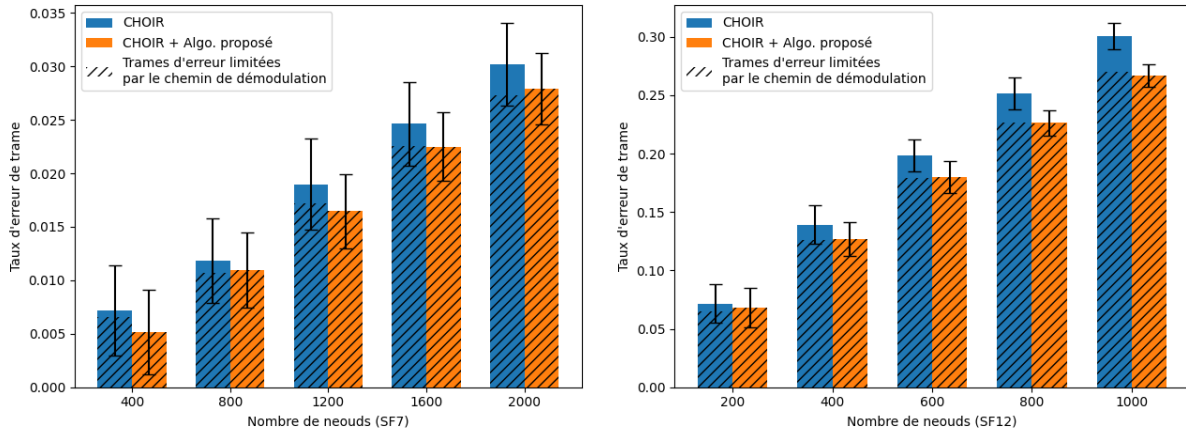 CHOIR
CHOIR + Algo. proposé
Trames d'erreur limitées
par le chemin de démodulation
Taux d'erreur de trame
0.035
0.030
0.025
0.020
0.015
0.010
0.005
0.000
400 800 1200 1600 2000
Nombre de neouds (SF7)
CHOIR
CHOIR + Algo. proposé
Trames d'erreur limitées
par le chemin de démodulation
Taux d'erreur de trame
0.30
0.25
0.20
0.15
0.10
0.05
0.00
200 400 600 800 1000
Nombre de neouds (SF12)